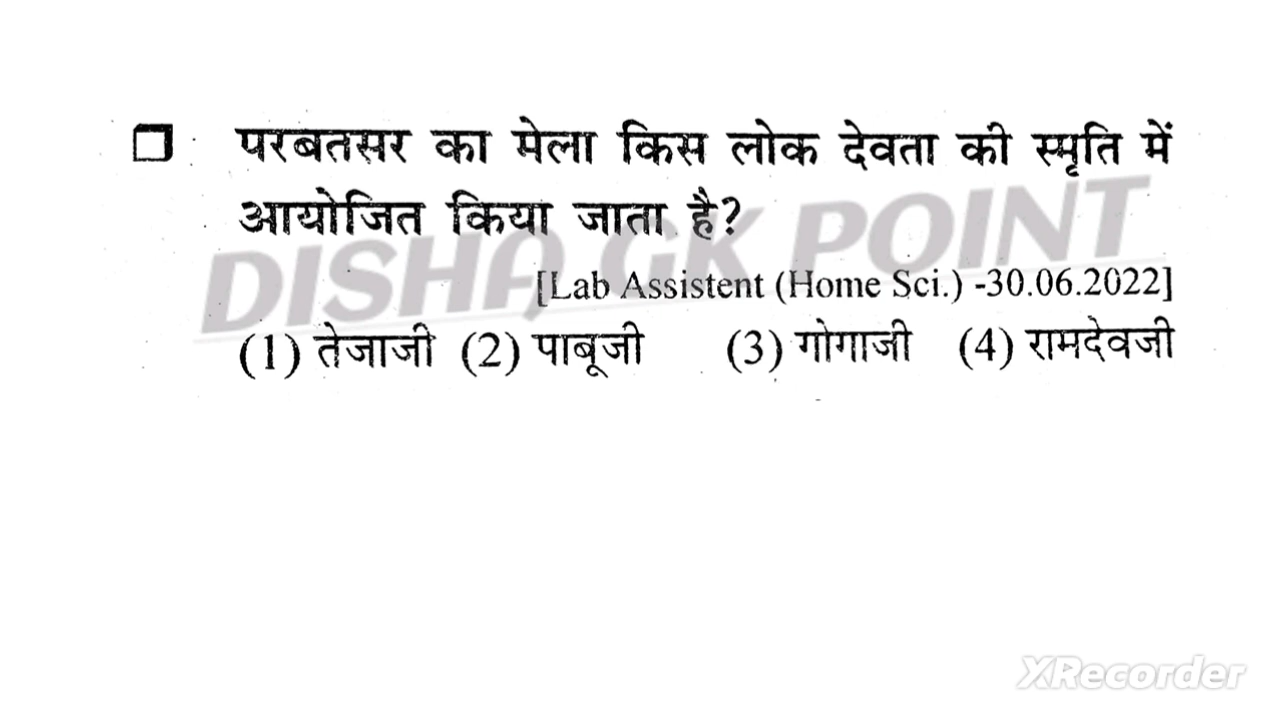 परबतसर का मेला किस लोक देवता की स्मृति में
आयोजित किया जाता है?
DISHA GK POINT
[Lab Assistent (Home Sci.) -30.06.2022]
(1) तेजाजी (2) पाबूजी (3) गोगाजी (4) रामदेवजी
XRecorder